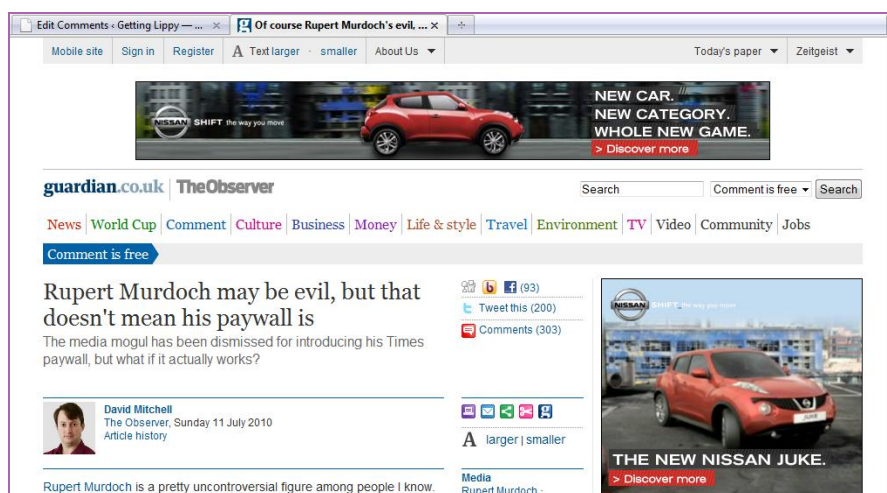 Edit Comments ‹ Getting Lippy — ...
Of course Rupert Murdoch's evil, ...
Mobile site Sign in Register A Text larger · smaller About Us Today's paper Zeitgeist
NISSAN SHIFT the way you move
NEW CAR.
NEW CATEGORY.
WHOLE NEW GAME.
> Discover more
guardian.co.uk TheObserver
Search Comment is free Search
News World Cup Comment Culture Business Money Life & style Travel Environment TV Video Community Jobs
Comment is free
Rupert Murdoch may be evil, but that
doesn't mean his paywall is
The media mogul has been dismissed for introducing his Times
paywall, but what if it actually works?
b f (93)
t Tweet this (200)
Comments (303)
David Mitchell
The Observer, Sunday 11 July 2010
Article history
g
A larger | smaller
Rupert Murdoch is a pretty uncontroversial figure among people I know.
Media
Rupert Murdoch ·
NISSAN SHIFT the way you move
JUKE
THE NEW NISSAN JUKE.
> Discover more